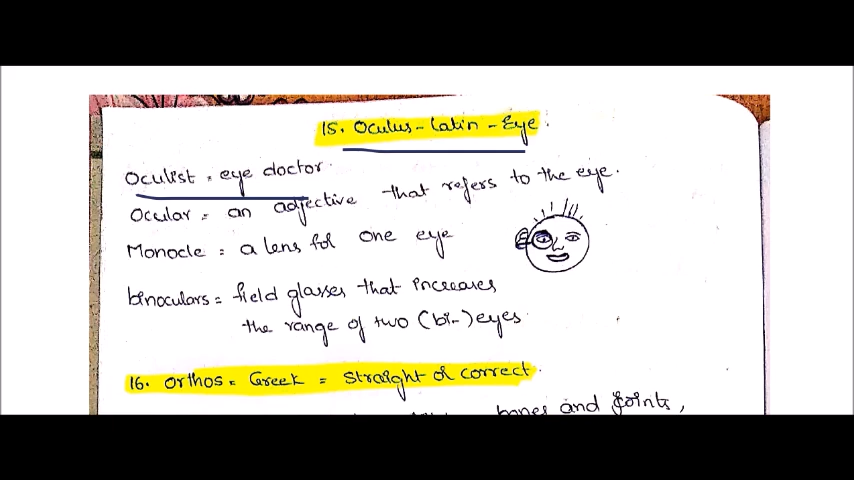 15. Oculus - Latin - Eye.
Oculist = eye doctor.
Ocular = an adjective that refers to the eye.
Monocle = a lens for one eye
binoculars = field glasses that increases
the range of two (bi-) eyes.
16. Orthos = Greek = Straight or correct
bones and joints,